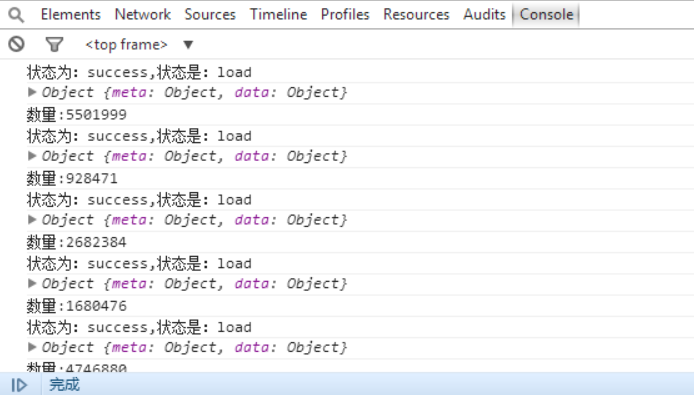 Elements Network Sources Timeline Profiles Resources Audits Console
<top frame> ▼
状态为: success,状态是: load
▶ Object {meta: Object, data: Object}
数量:5501999
状态为: success,状态是: load
▶ Object {meta: Object, data: Object}
数量:928471
状态为: success,状态是: load
▶ Object {meta: Object, data: Object}
数量:2682384
状态为: success,状态是: load
▶ Object {meta: Object, data: Object}
数量:1680476
状态为: success,状态是: load
▶ Object {meta: Object, data: Object}
数量:4746880
完成